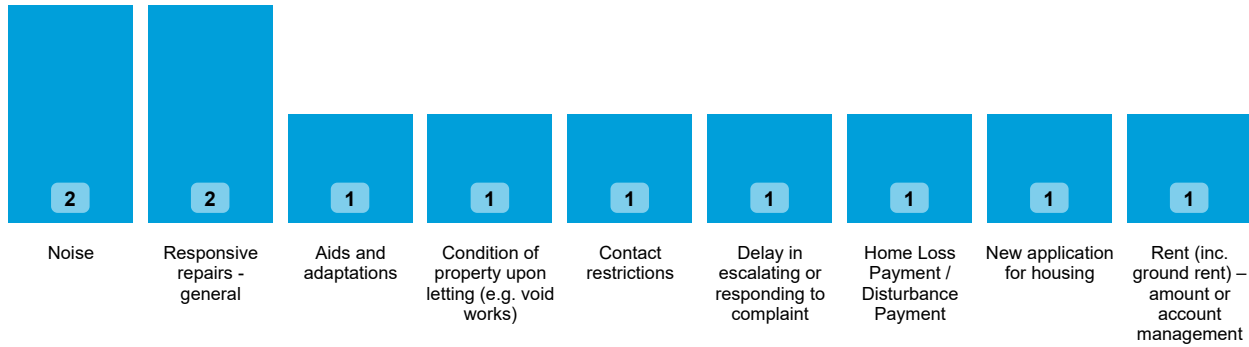 2
2
1
1
1
1
1
1
1
Noise
Responsive
repairs -
general
Aids and
adaptations
Condition of
property upon
letting (e.g. void
works)
Contact
restrictions
Delay in
escalating or
responding to
complaint
Home Loss
Payment /
Disturbance
Payment
New application
for housing
Rent (inc.
ground rent) –
amount or
account
management